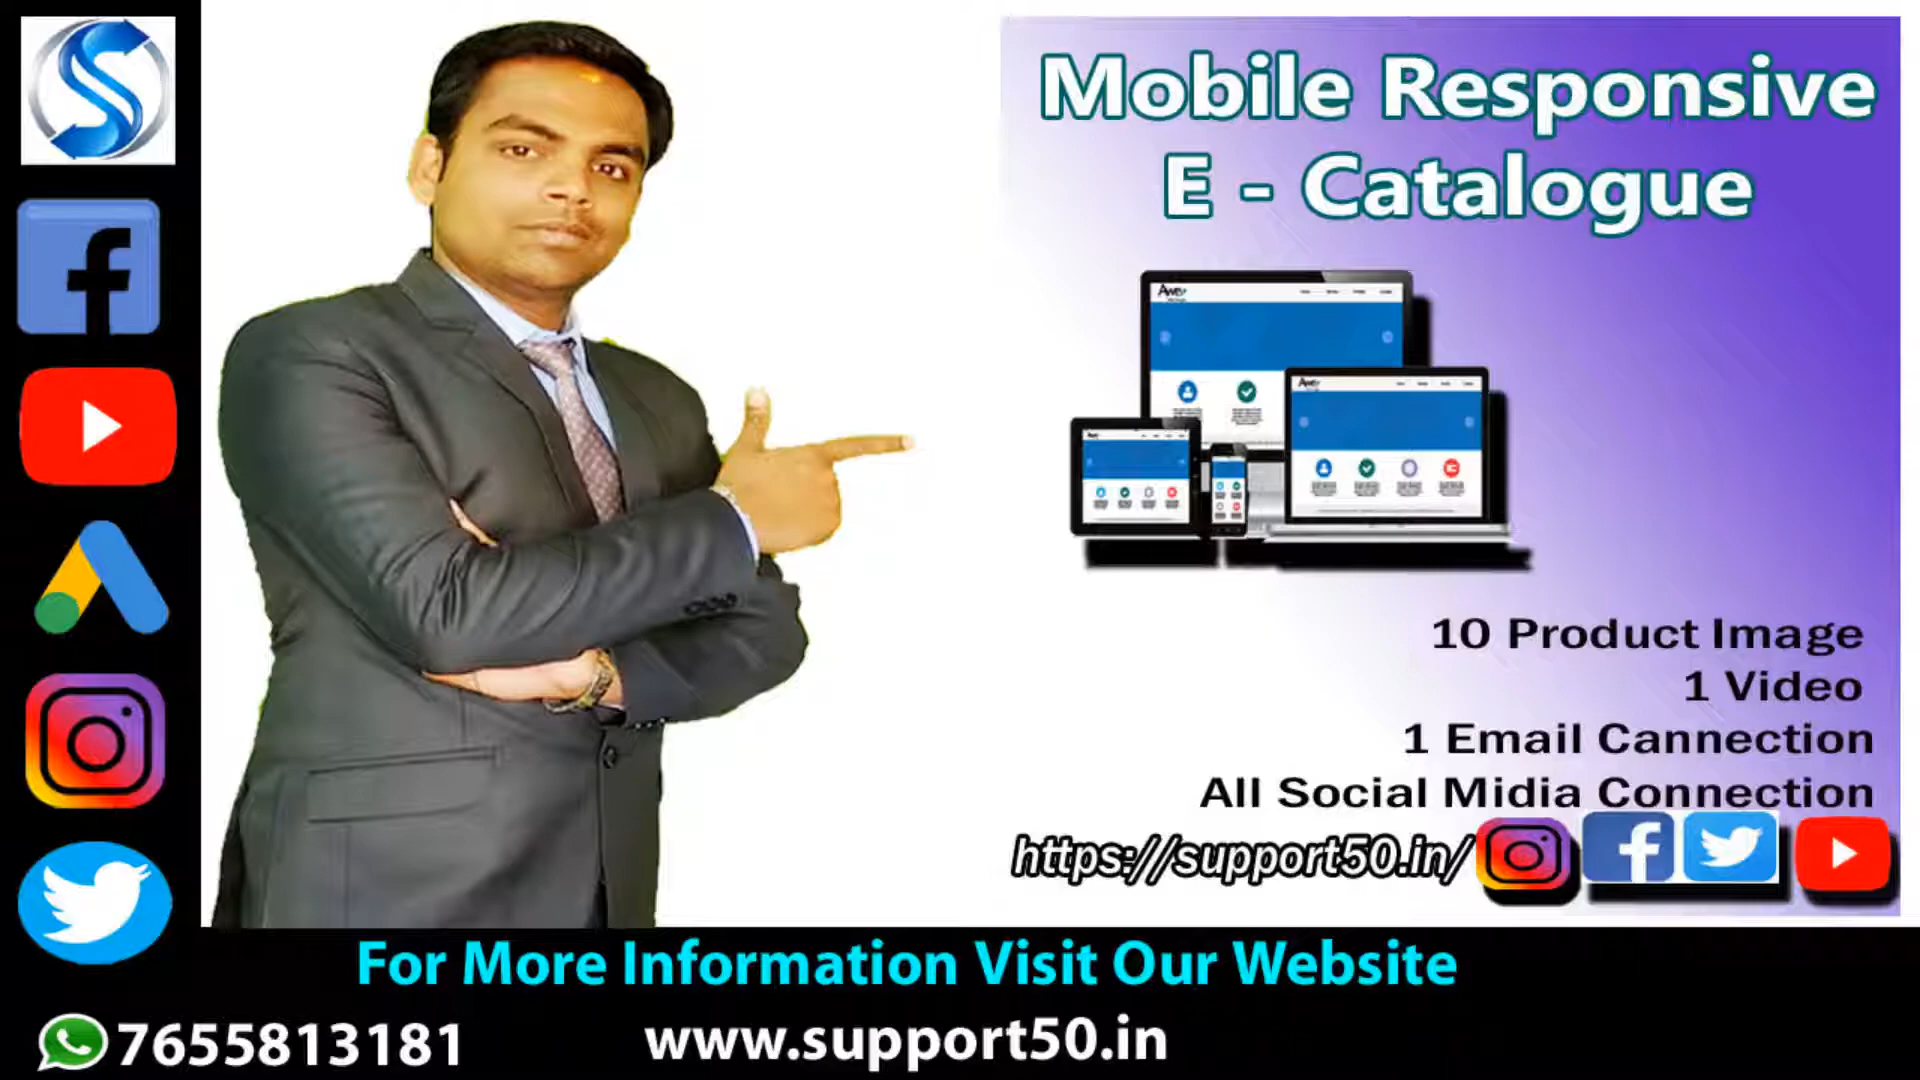 Mobile Responsive
E - Catalogue
10 Product Image
1 Video
1 Email Cannection
All Social Midia Connection
https://support50.in/
For More Information Visit Our Website
7655813181
www.support50.in